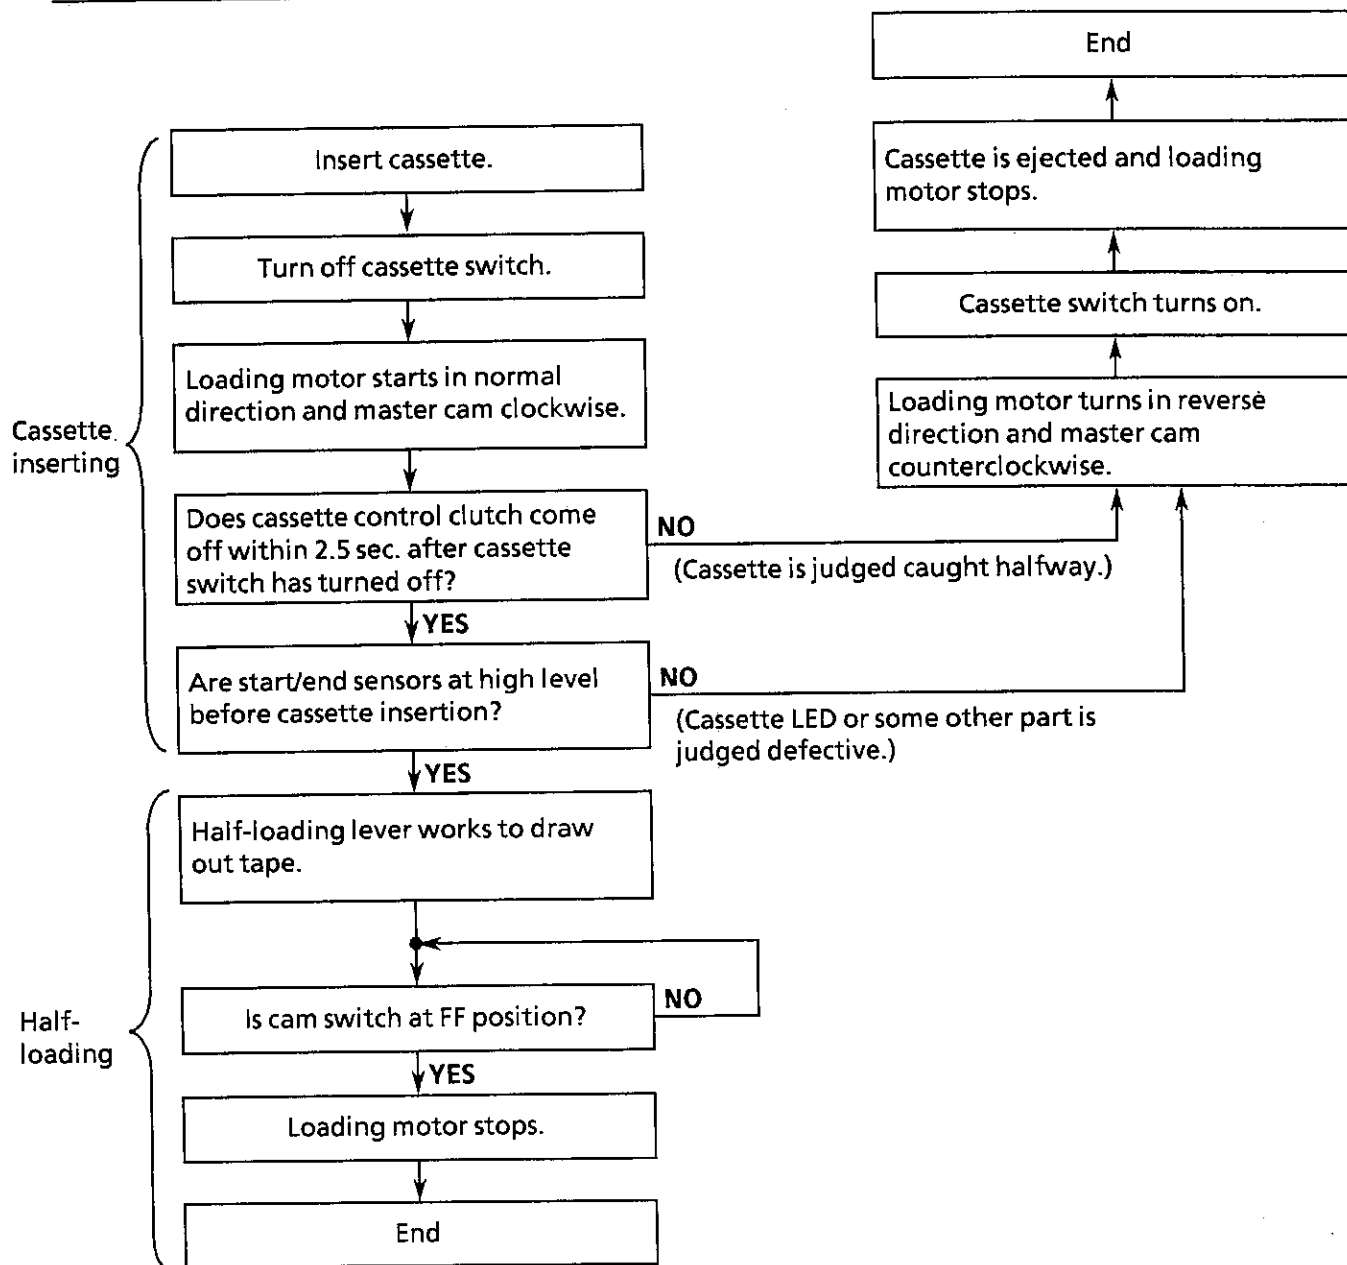 Cassette
inserting
Insert cassette.
Turn off cassette switch.
Loading motor starts in normal
direction and master cam clockwise.
Does cassette control clutch come
off within 2.5 sec. after cassette
switch has turned off?
NO
(Cassette is judged caught halfway.)
YES
Are start/end sensors at high level
before cassette insertion?
NO
(Cassette LED or some other part is
judged defective.)
YES
Half-
loading
Half-loading lever works to draw
out tape.
Is cam switch at FF position?
NO
YES
Loading motor stops.
End
End
Cassette is ejected and loading
motor stops.
Cassette switch turns on.
Loading motor turns in reverse
direction and master cam
counterclockwise.